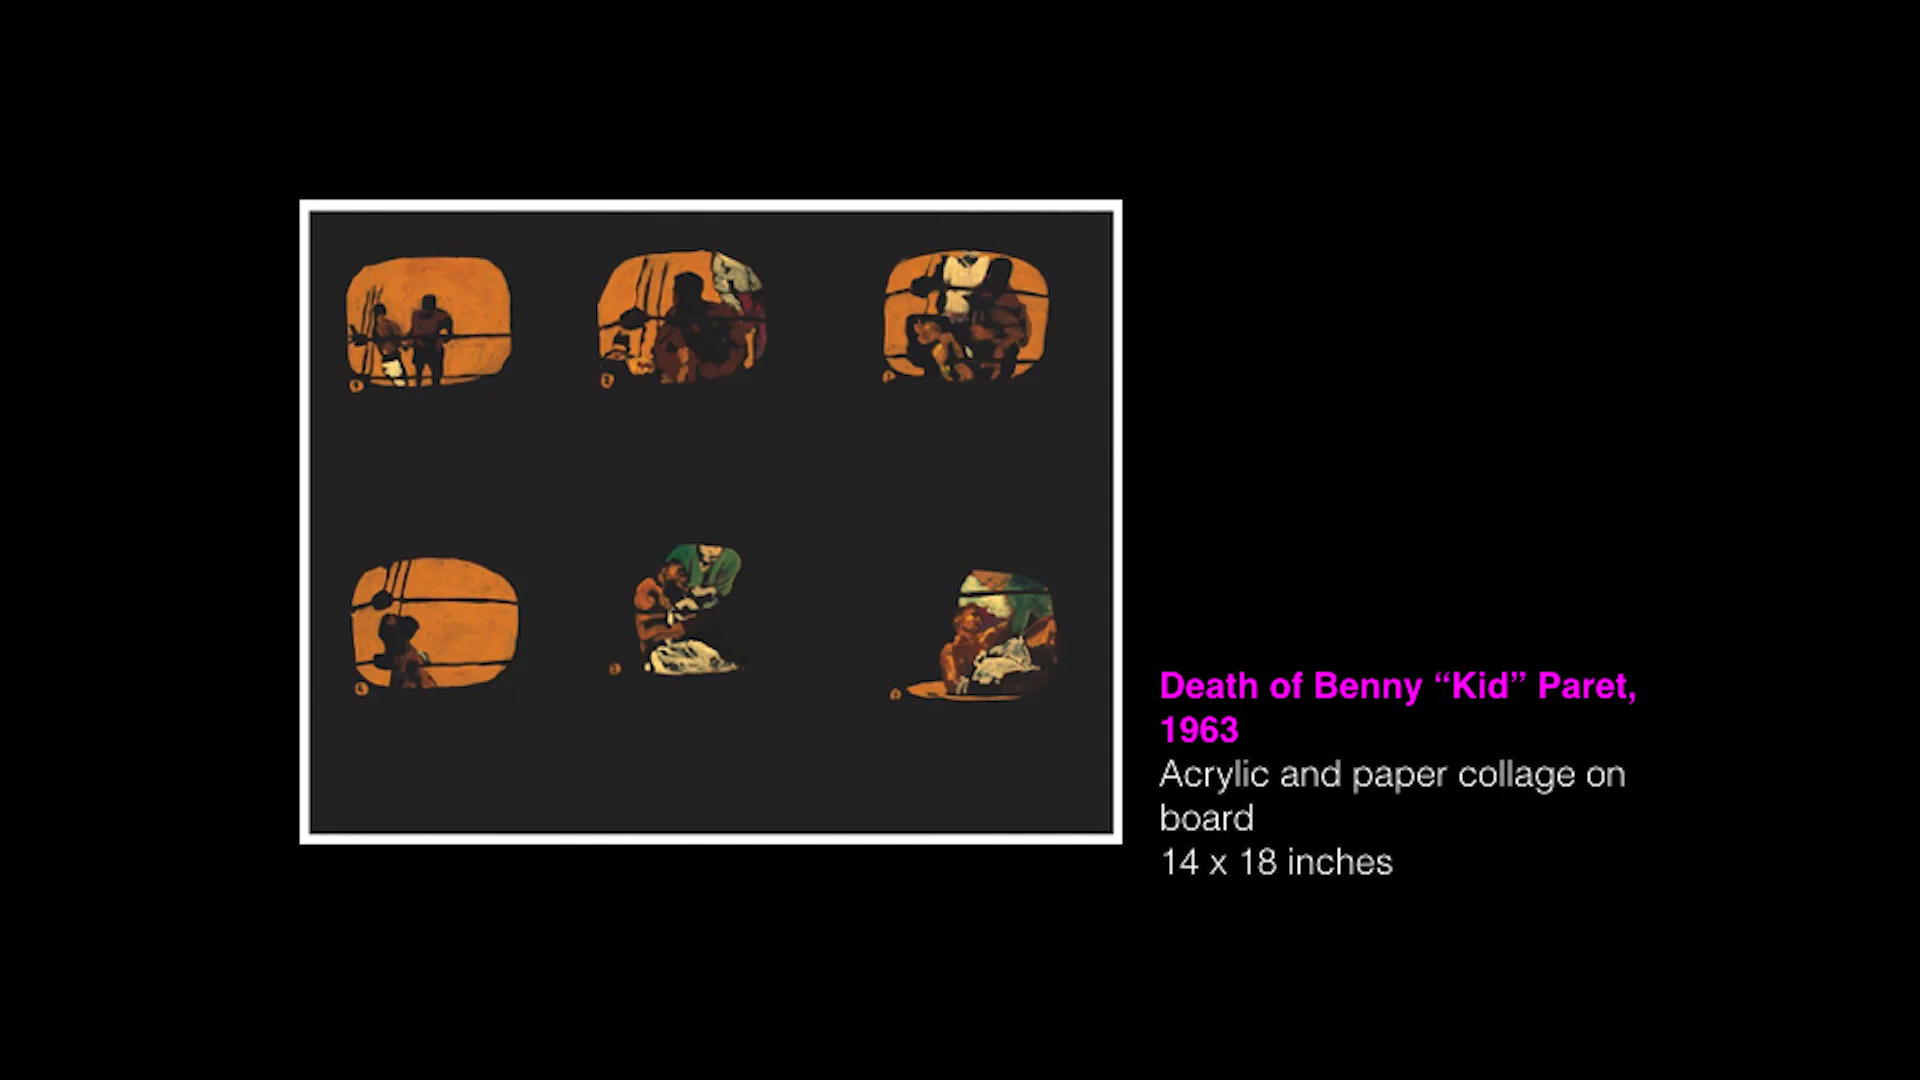 Death of Benny “Kid” Paret,
1963
Acrylic and paper collage on
board
14 x 18 inches